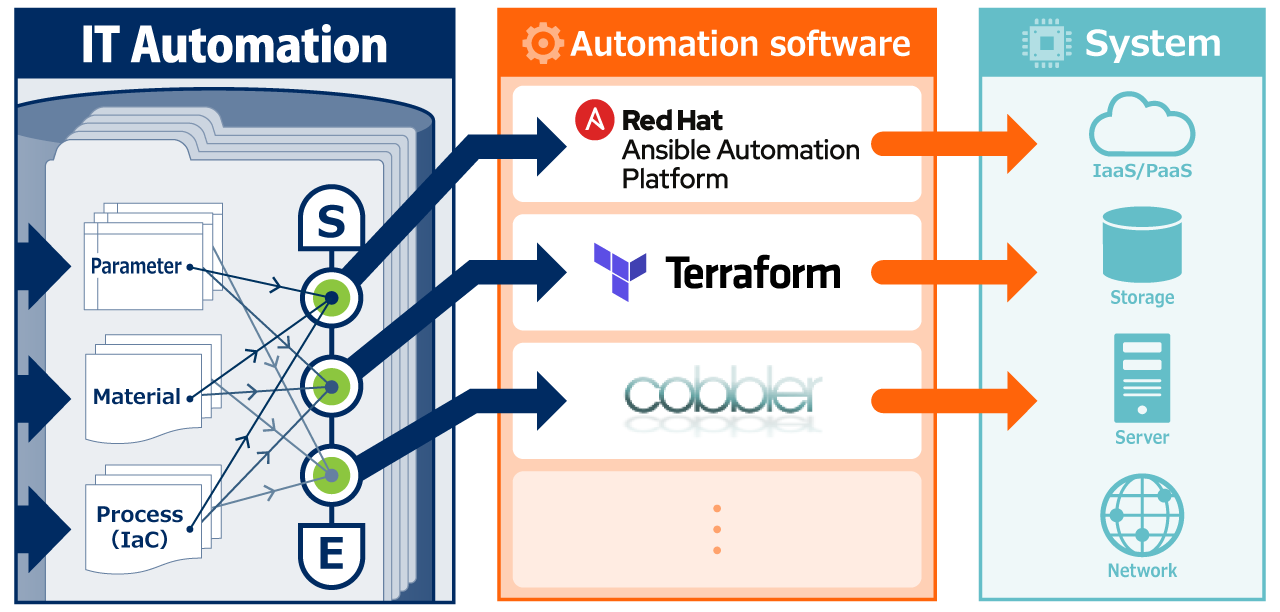 IT Automation
Parameter
Material
Process
(IaC)
S
E
Automation software
Red Hat
Ansible Automation
Platform
Terraform
cobbler
System
IaaS/PaaS
Storage
Server
Network